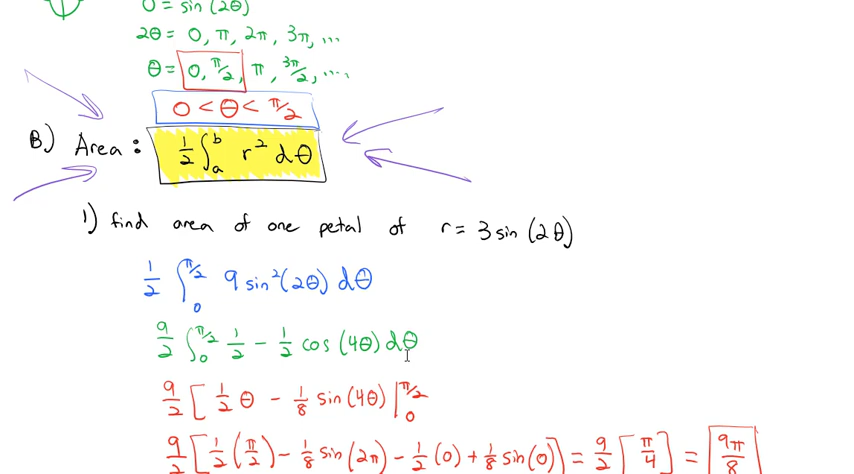 0 = sin (2θ)
2θ = 0, π, 2π, 3π, ...
θ = 0, π/2, π, 3π/2, ...
0 < θ < π/2
B.) Area: 1/2 ∫_a^b r² dθ
1) find area of one petal of r = 3 sin (2θ)
1/2 ∫_0^{π/2} 9 sin² (2θ) dθ
9/2 ∫_0^{π/2} 1/2 − 1/2 cos (4θ) dθ
9/2 [ 1/2 θ − 1/8 sin (4θ) |_0^{π/2}
9/2 [ 1/2 (π/2) − 1/8 sin (2π) − 1/2 (0) + 1/8 sin (0) ] = 9/2 [ π/4 ] = 9π/8